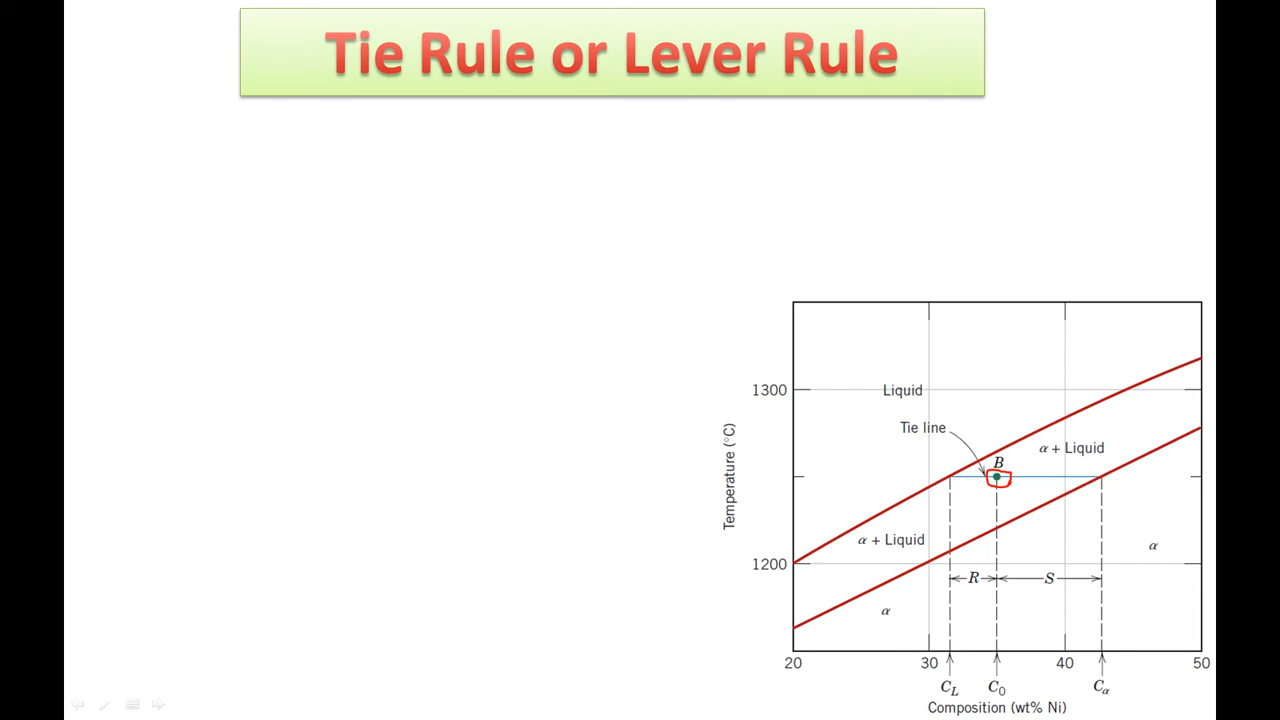 Tie Rule or Lever Rule
1300
Liquid
Tie line
B
α + Liquid
Temperature (°C)
α + Liquid
α
1200
R
S
α
20
30
40
50
C_L
C_0
C_α
Composition (wt% Ni)